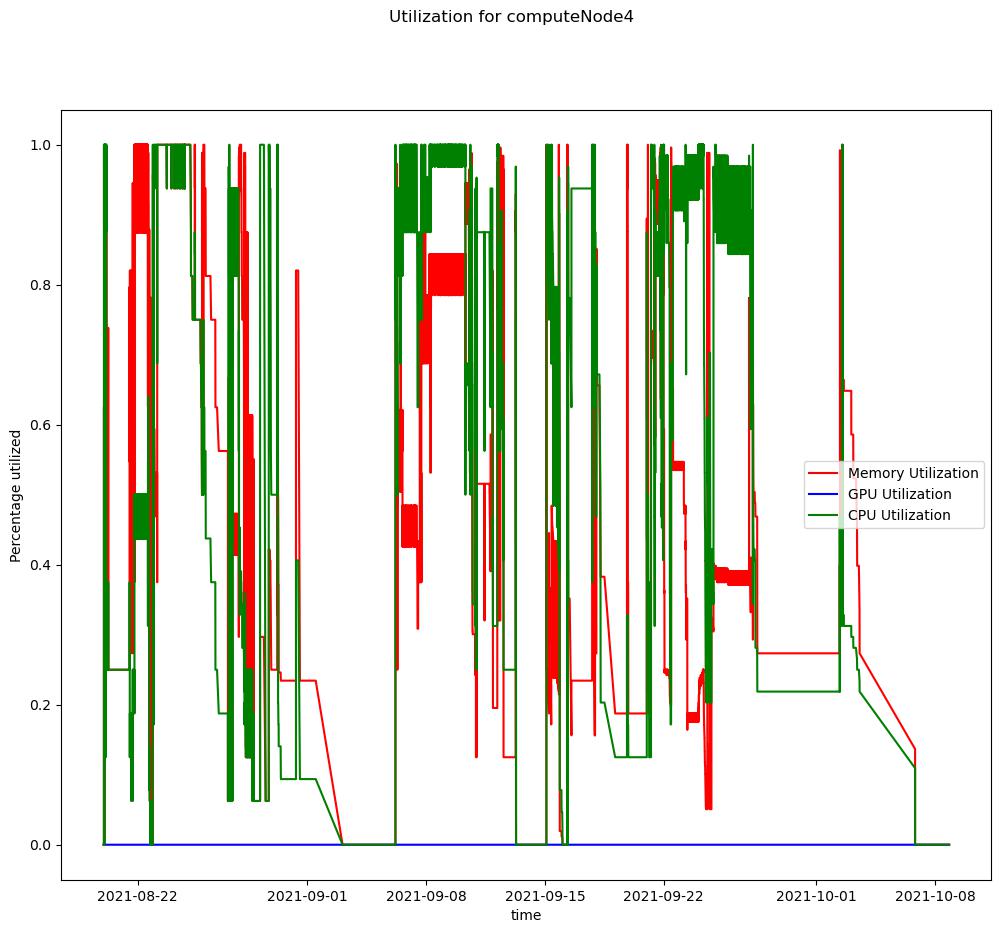 Utilization for computeNode4
1.0
0.8
0.6
0.4
0.2
0.0
Percentage utilized
Memory Utilization
GPU Utilization
CPU Utilization
2021-08-22 2021-09-01 2021-09-08 2021-09-15 2021-09-22 2021-10-01 2021-10-08
time